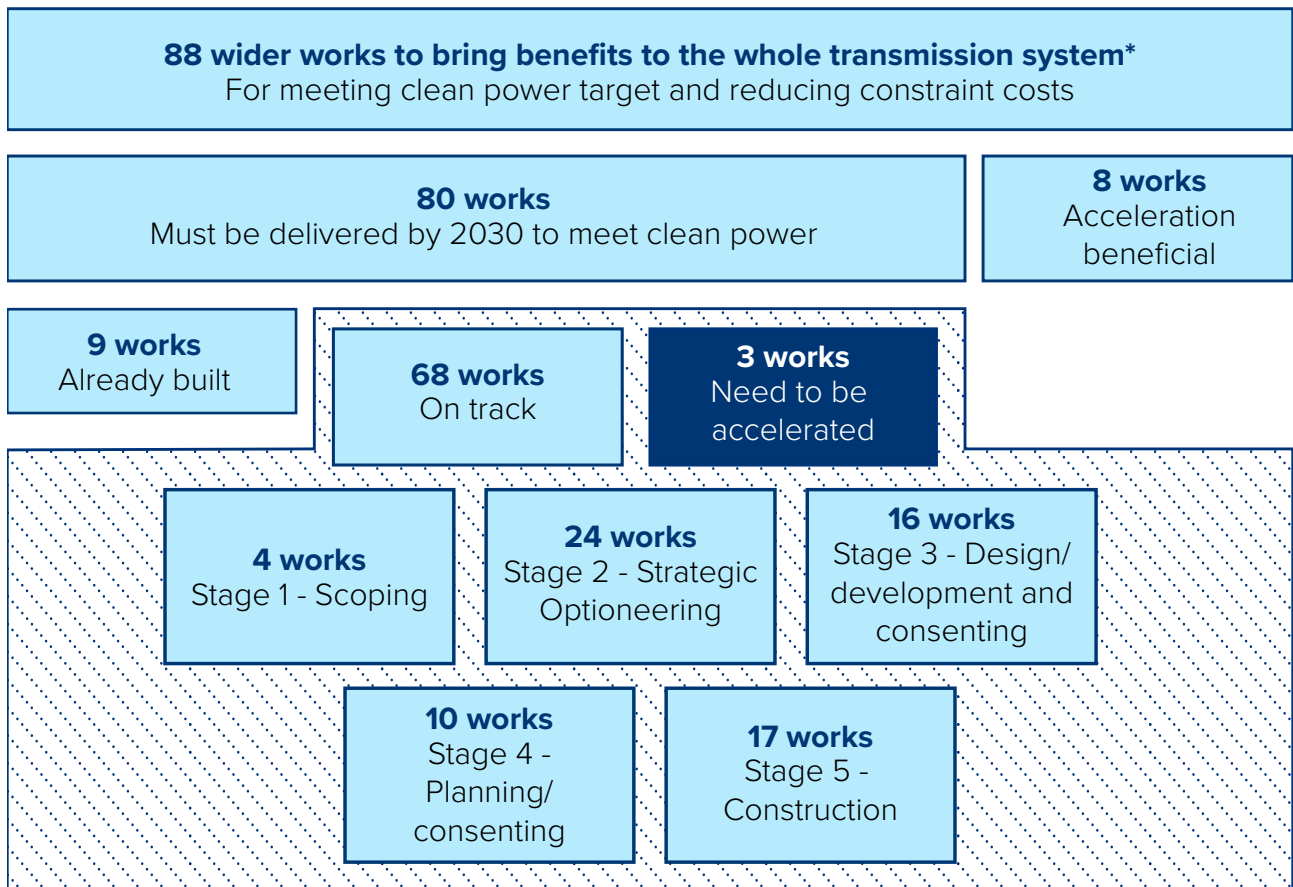 88 wider works to bring benefits to the whole transmission system*
For meeting clean power target and reducing constraint costs
80 works
Must be delivered by 2030 to meet clean power
8 works
Acceleration
beneficial
9 works
Already built
68 works
On track
3 works
Need to be
accelerated
4 works
Stage 1 - Scoping
24 works
Stage 2 - Strategic
Optioneering
16 works
Stage 3 - Design/
development and
consenting
10 works
Stage 4 -
Planning/
consenting
17 works
Stage 5 -
Construction